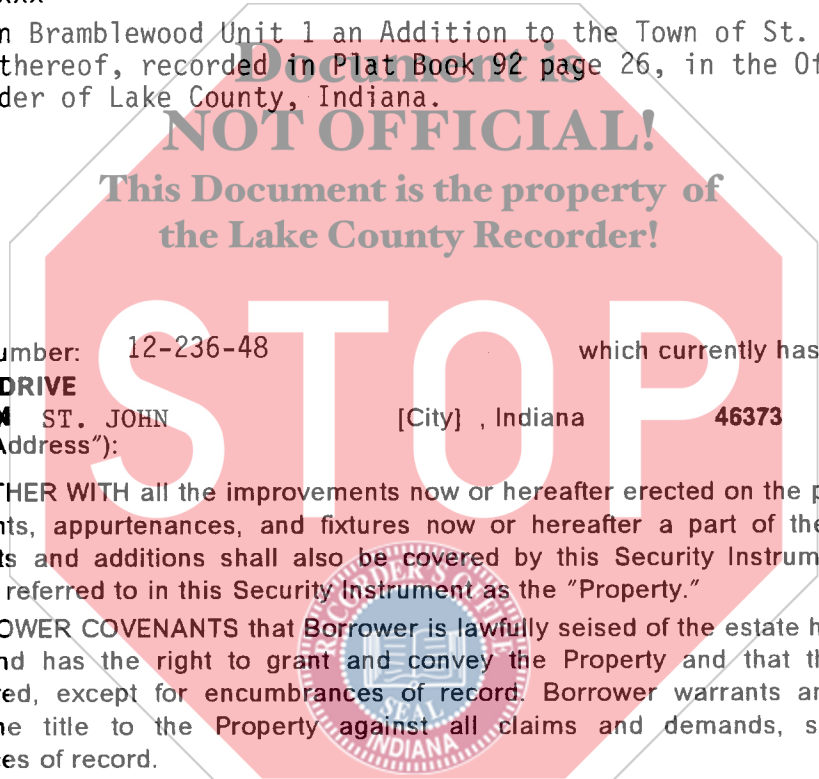 n Bramblewood Unit 1 an Addition to the Town of St.
thereof, recorded in Plat Book 92 page 26, in the Of
der of Lake County, Indiana.
Document is
NOT OFFICIAL!
This Document is the property of
the Lake County Recorder!
STOP
umber: 12-236-48 which currently has
DRIVE
ST. JOHN [City] , Indiana 46373
Address"):
THER WITH all the improvements now or hereafter erected on the p
nts, appurtenances, and fixtures now or hereafter a part of the
ts and additions shall also be covered by this Security Instrum
referred to in this Security Instrument as the "Property."
OWER COVENANTS that Borrower is lawfully seised of the estate h
nd has the right to grant and convey the Property and that th
ed, except for encumbrances of record. Borrower warrants an
ne title to the Property against all claims and demands, s
es of record.
RECORDER'S OFFICE
SEAL
INDIANA